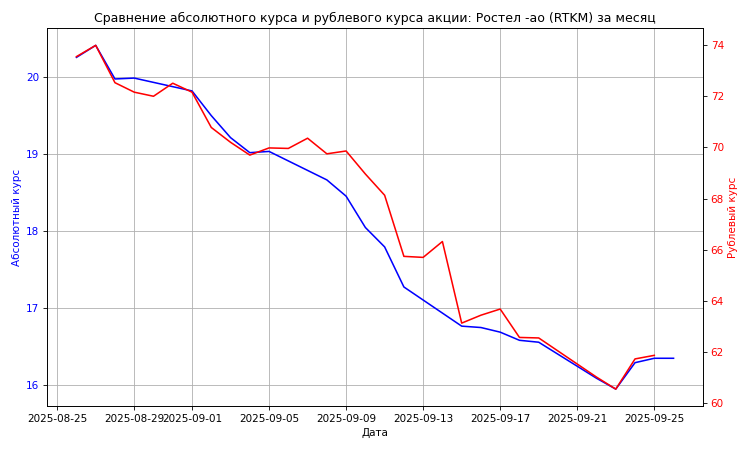 Сравнение абсолютного курса и рублевого курса акции: Ростел -ао (RTKM) за месяц
Абсолютный курс
20
19
18
17
16
74
72
70
68
66
64
62
60
Рублевый курс
2025-08-25 2025-08-29 2025-09-01 2025-09-05 2025-09-09 2025-09-13 2025-09-17 2025-09-21 2025-09-25
Дата